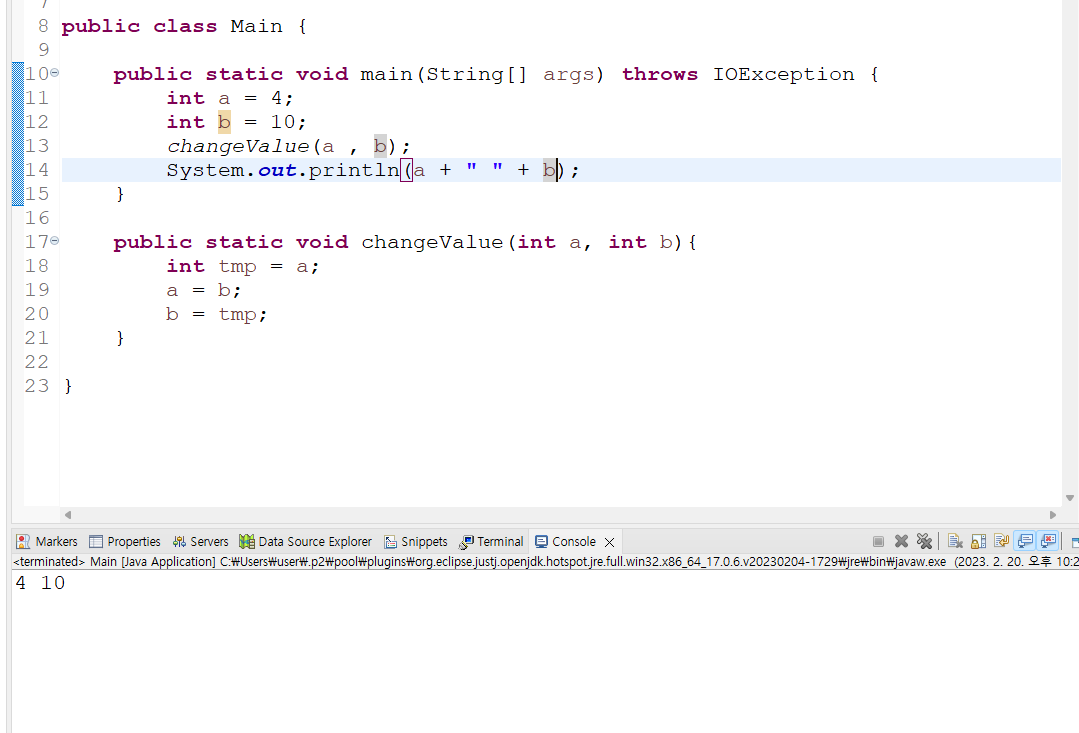 8 public class Main {
9
10 public static void main(String[] args) throws IOException {
11 int a = 4;
12 int b = 10;
13 changeValue(a , b);
14 System.out.println(a + " " + b);
15 }
16
17 public static void changeValue(int a, int b){
18 int tmp = a;
19 a = b;
20 b = tmp;
21 }
22
23 }
Markers Properties Servers Data Source Explorer Snippets Terminal Console
<terminated> Main [Java Application] C:₩Users₩user₩.p2₩pool₩plugins₩org.eclipse.justj.openjdk.hotspot.jre.full.win32.x86_64_17.0.6.v20230204-1729₩jre₩bin₩javaw.exe (2023. 2. 20. 오후 10:2
4 10